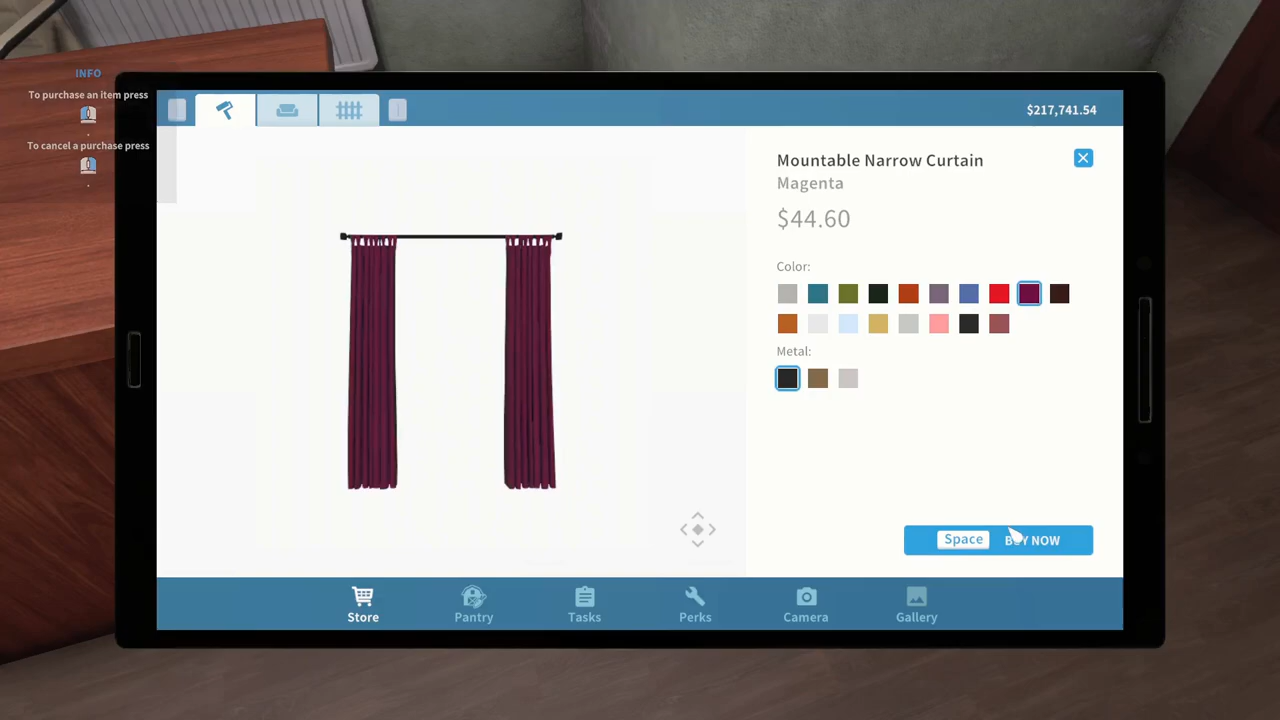 INFO
To purchase an item press
.
To cancel a purchase press
.
$217,741.54
Mountable Narrow Curtain
Magenta
$44.60
Color:
Metal:
Space BUY NOW
Store Pantry Tasks Perks Camera Gallery